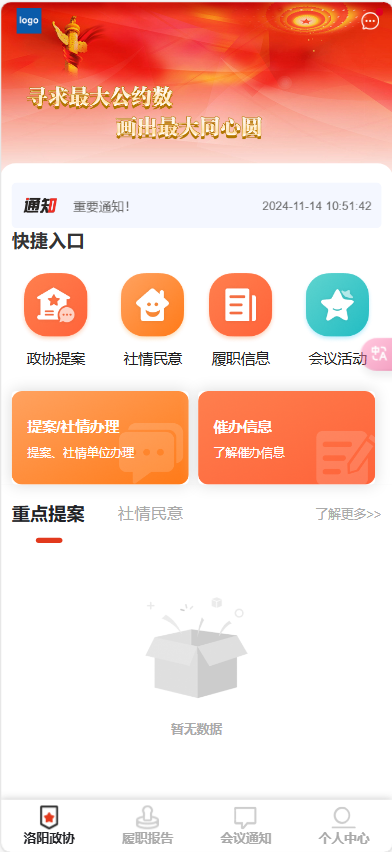 logo
寻求最大公约数
画出最大同心圆
通知 重要通知！ 2024-11-14 10:51:42
快捷入口
政协提案 社情民意 履职信息 会议活动
中 A
提案/社情办理 催办信息
提案、社情单位办理 了解催办信息
重点提案 社情民意 了解更多>>
暂无数据
洛阳政协 履职报告 会议通知 个人中心